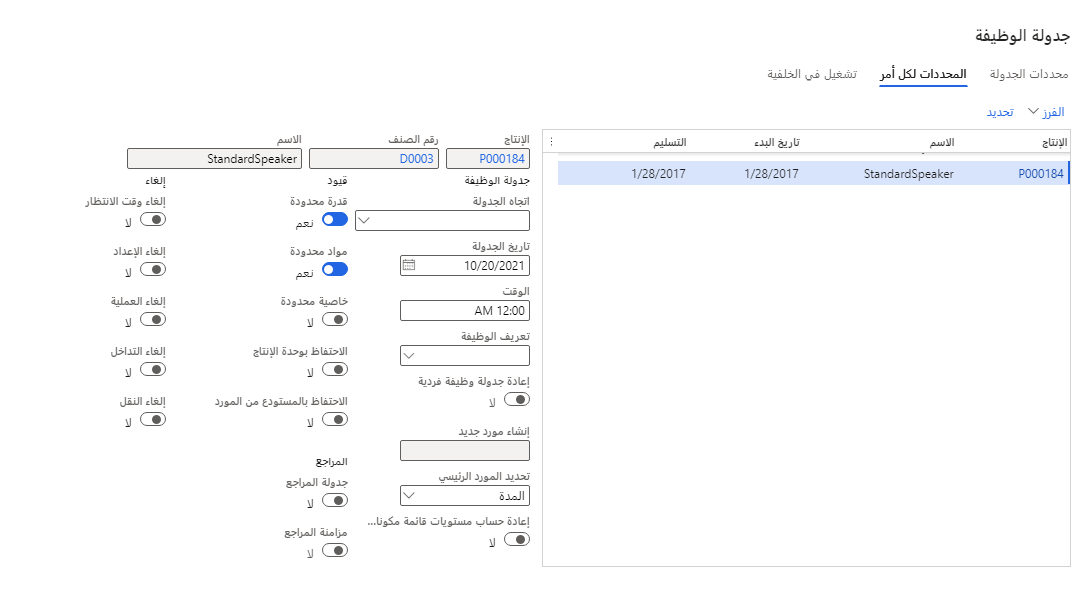 جدولة الوظيفة
محددات الجدولة
المحددات لكل أمر
تشغيل في الخلفية
الفرز
تحديد
الإنتاج
الاسم
تاريخ البدء
التسليم
P000184
StandardSpeaker
1/28/2017
1/28/2017
الإنتاج
رقم الصنف
الاسم
P000184
D0003
StandardSpeaker
جدولة الوظيفة
اتجاه الجدولة
تاريخ الجدولة
10/20/2021
الوقت
12:00 AM
تعريف الوظيفة
إعادة جدولة وظيفة فردية
لا
إنشاء مورد جديد
تحديد المورد الرئيسي
المدة
إعادة حساب مستويات قائمة مكونا...
لا
قيود
قدرة محدودة
نعم
مواد محدودة
نعم
خاصية محدودة
لا
الاحتفاظ بوحدة الإنتاج
لا
الاحتفاظ بالمستودع من المورد
لا
المراجع
جدولة المراجع
لا
مزامنة المراجع
لا
إلغاء
إلغاء وقت الانتظار
لا
إلغاء الإعداد
لا
إلغاء العملية
لا
إلغاء التداخل
لا
إلغاء النقل
لا